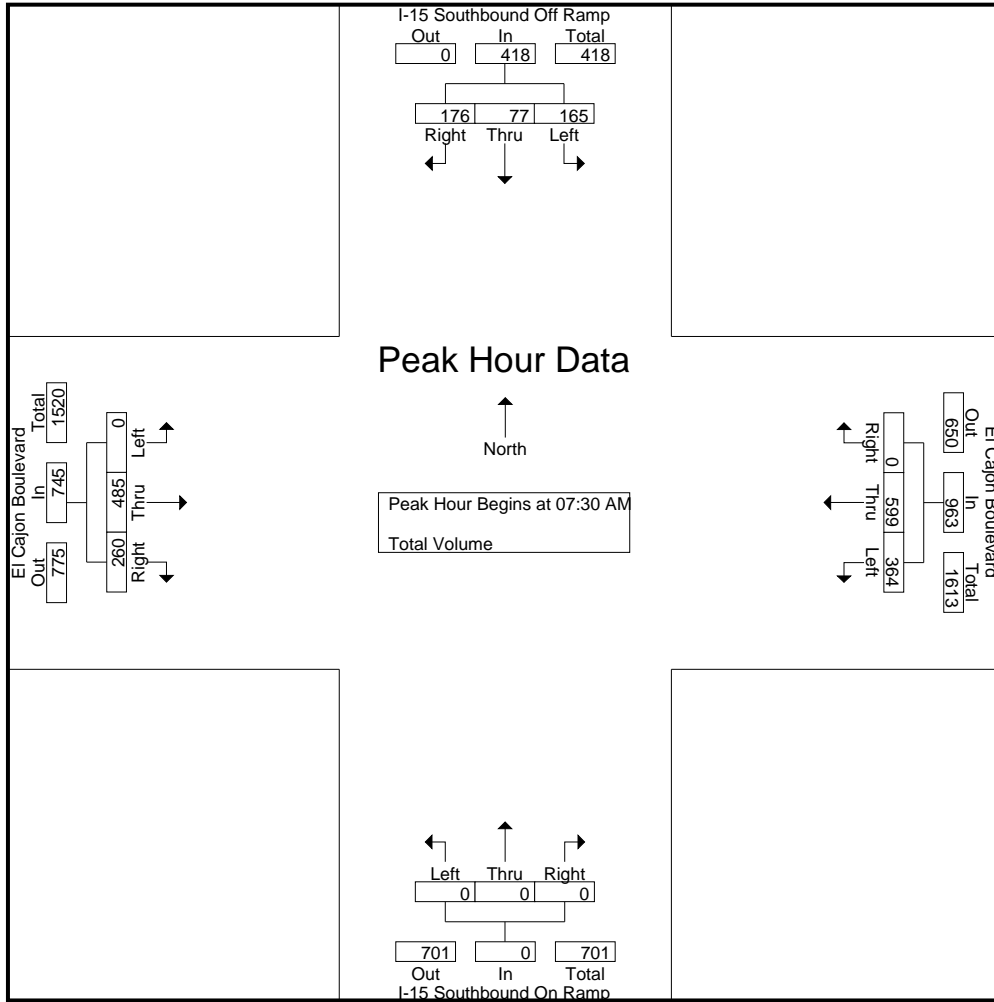 I-15 Southbound Off Ramp
Out In Total
0 418 418
176 77 165
Right Thru Left
Peak Hour Data
North
Peak Hour Begins at 07:30 AM
Total Volume
El Cajon Boulevard
Out In Total
775 745 1520
260 485 0
Right Thru Left
El Cajon Boulevard
Out In Total
650 963 1613
0 599 364
Right Thru Left
Left Thru Right
0 0 0
701 0 701
Out In Total
I-15 Southbound On Ramp